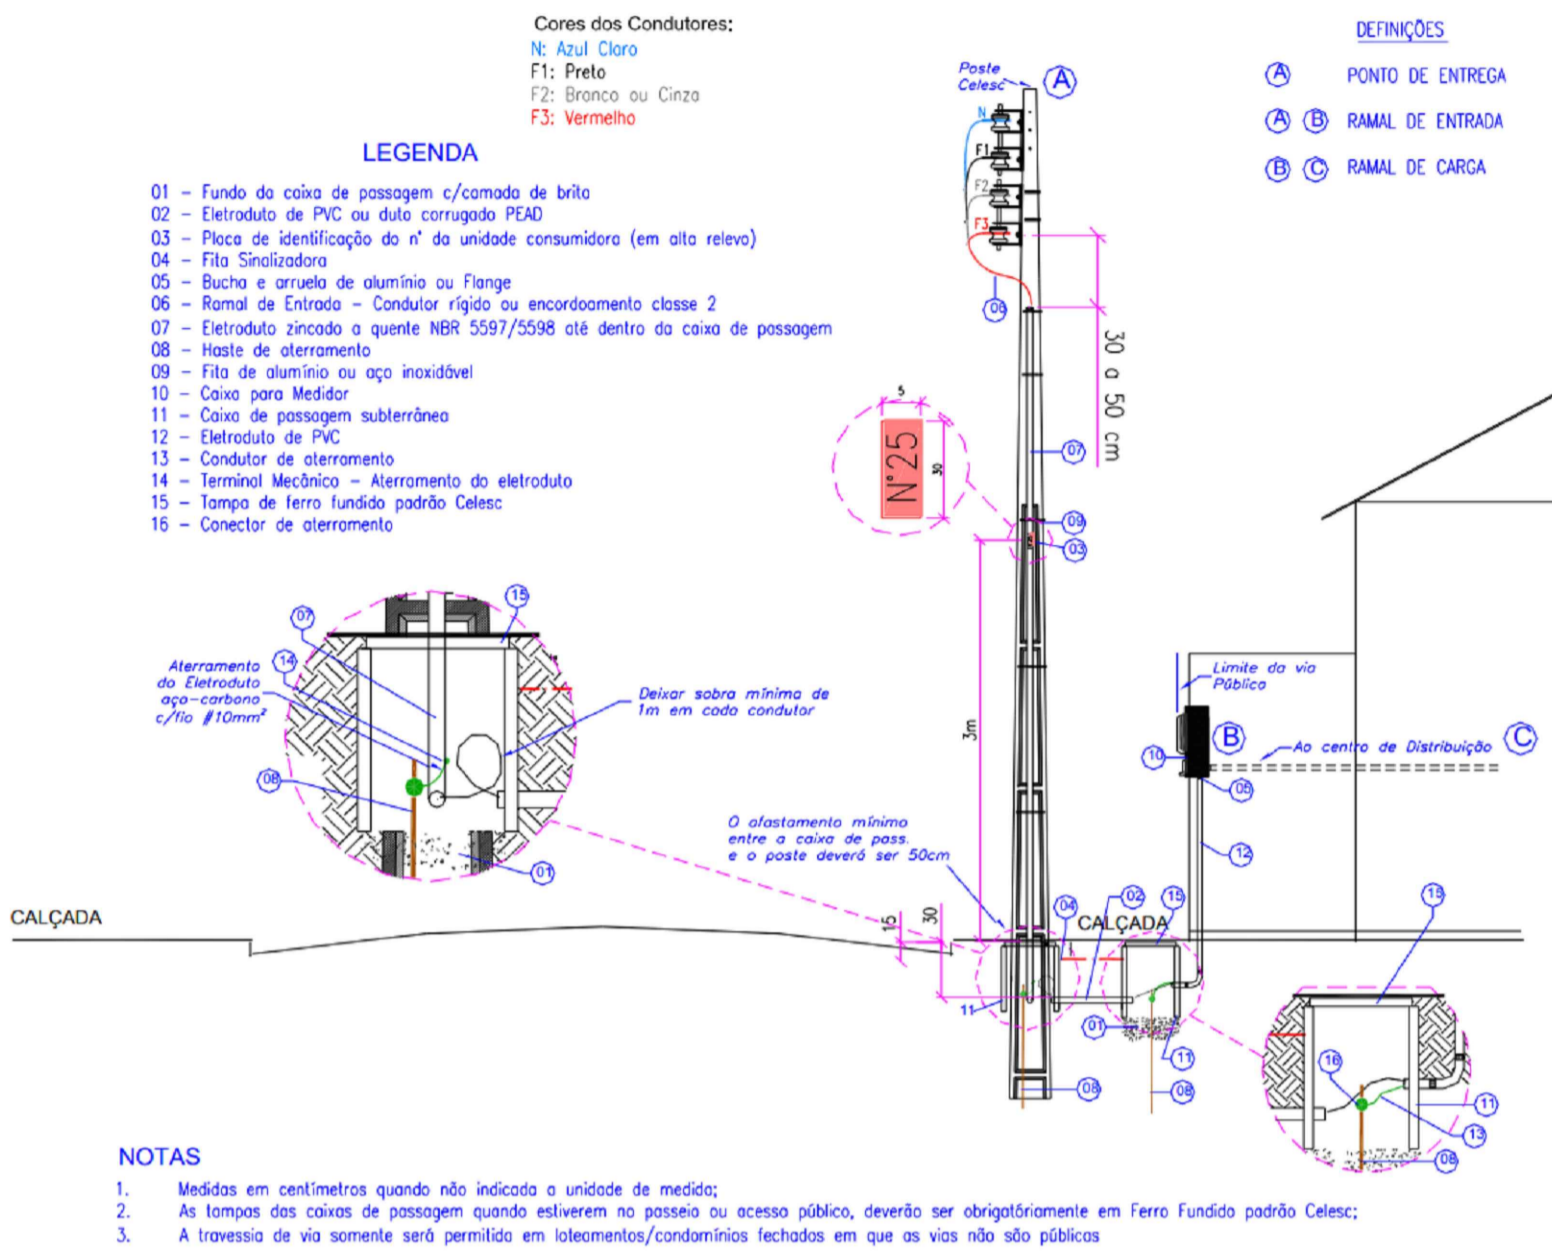 Cores dos Condutores:
N: Azul Claro
F1: Preto
F2: Branco ou Cinza
F3: Vermelho
LEGENDA
01 - Fundo da caixa de passagem c/camada de brita
02 - Eletroduto de PVC ou duto corrugado PEAD
03 - Placa de identificação do n° da unidade consumidora (em alto relevo)
04 - Fita Sinalizadora
05 - Bucha e arruela de alumínio ou Flange
06 - Ramal de Entrada - Condutor rígido ou encordoamento classe 2
07 - Eletroduto zincado a quente NBR 5597/5598 até dentro da caixa de passagem
08 - Haste de aterramento
09 - Fita de alumínio ou aço inoxidável
10 - Caixa para Medidor
11 - Caixa de passagem subterrânea
12 - Eletroduto de PVC
13 - Condutor de aterramento
14 - Terminal Mecânico - Aterramento do eletroduto
15 - Tampa de ferro fundido padrão Celesc
16 - Conector de aterramento
DEFINIÇÕES
A PONTO DE ENTREGA
A B RAMAL DE ENTRADA
B C RAMAL DE CARGA
Poste
Celesc
A
N
F1
F2
F3
06
30 a 50 cm
5
N°25
30
07
09
03
3m
15
07
14
Aterramento
do Eletroduto
aço-carbono
c/fio #10mm²
08
Deixar sobra mínima de
1m em cada condutor
01
O afastamento mínimo
entre a caixa de pass.
e o poste deverá ser 50cm
Limite da via
Pública
B
10
Ao centro de Distribuição
C
05
12
CALÇADA
15
30
04
02
15
CALÇADA
11
01
11
08
08
15
15
16
11
13
08
NOTAS
1. Medidas em centímetros quando não indicada a unidade de medida;
2. As tampas das caixas de passagem quando estiverem no passeio ou acesso público, deverão ser obrigatóriamente em Ferro Fundido padrão Celesc;
3. A travessia de via somente será permitida em loteamentos/condomínios fechados em que as vias não são públicas